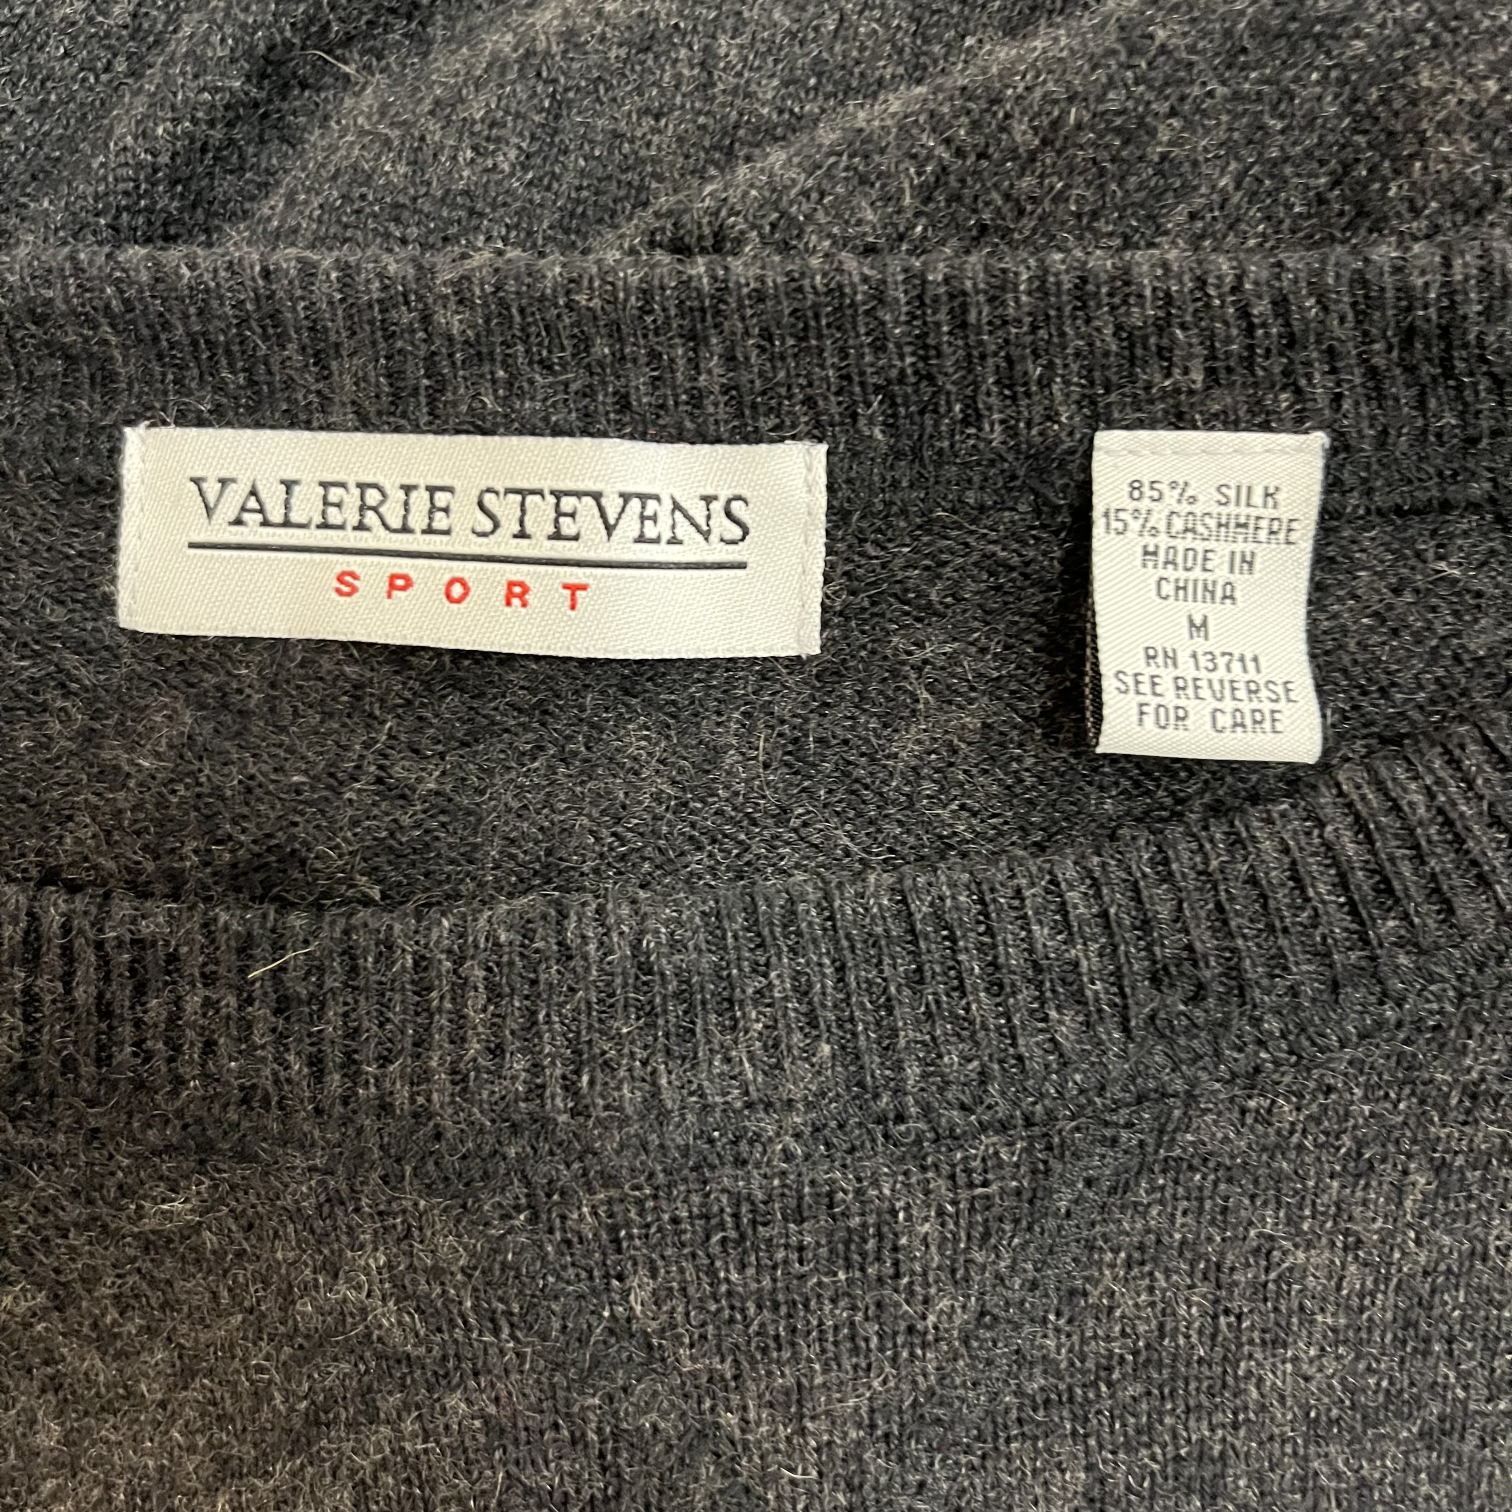 VALERIE STEVENS
SPORT
85% SILK
15% CASHMERE
MADE IN
CHINA
M
RN 13711
SEE REVERSE
FOR CARE